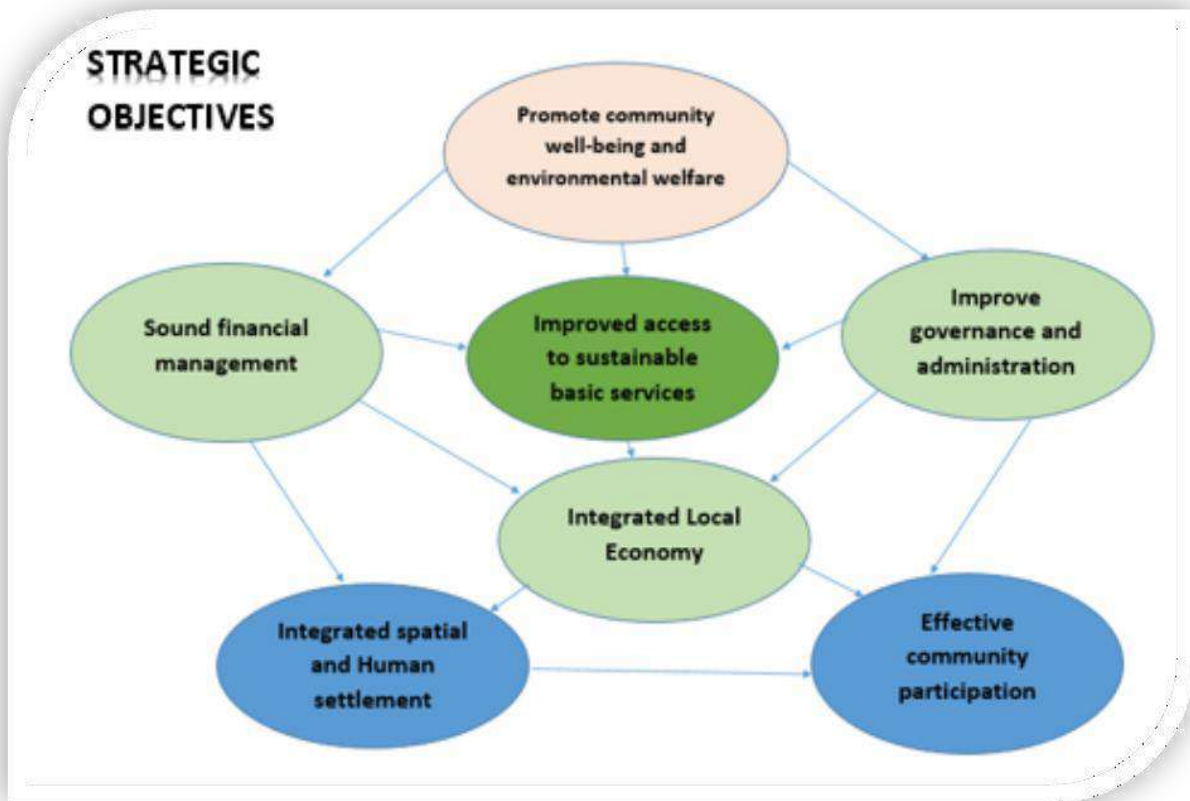 STRATEGIC
OBJECTIVES
Promote community
well-being and
environmental welfare
Sound financial
management
Improved access
to sustainable
basic services
Improve
governance and
administration
Integrated Local
Economy
Integrated spatial
and Human
settlement
Effective
community
participation